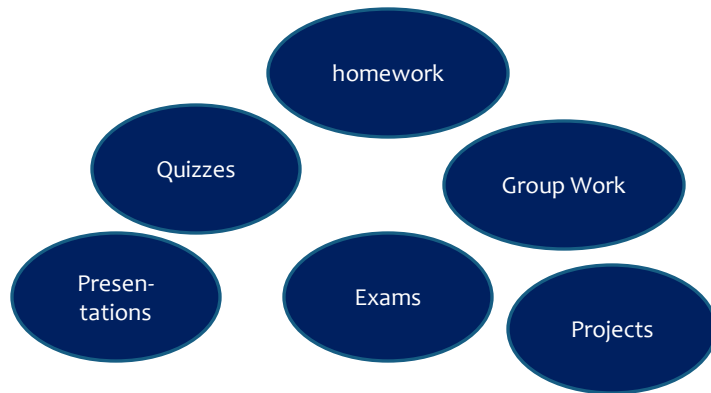 homework
Quizzes
Group Work
Presen-
tations
Exams
Projects